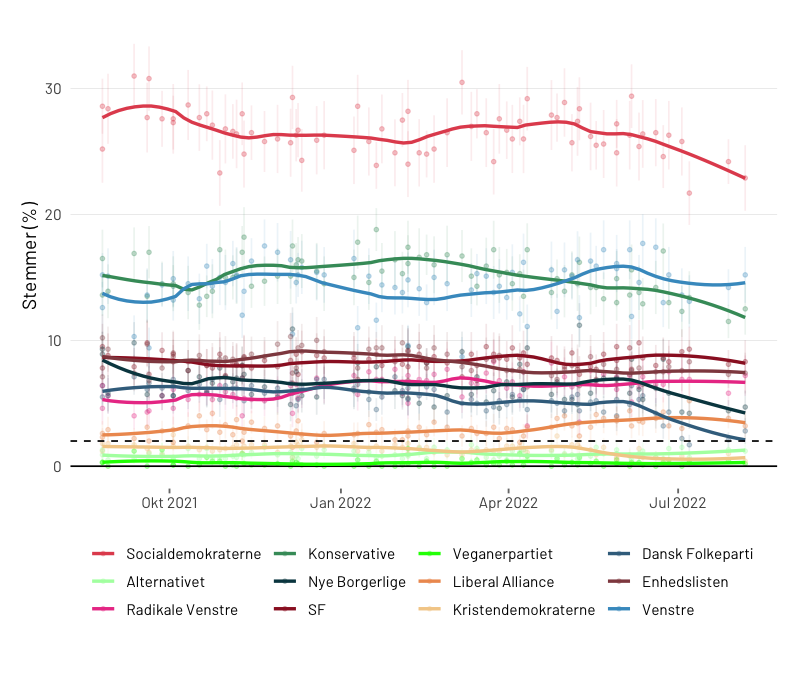 30
20
10
0
Stemmer(%)
Okt 2021 Jan 2022 Apr 2022 Jul 2022
Socialdemokraterne Konservative Veganerpartiet Dansk Folkeparti
Alternativet Nye Borgerlige Liberal Alliance Enhedslisten
Radikale Venstre SF Kristendemokraterne Venstre